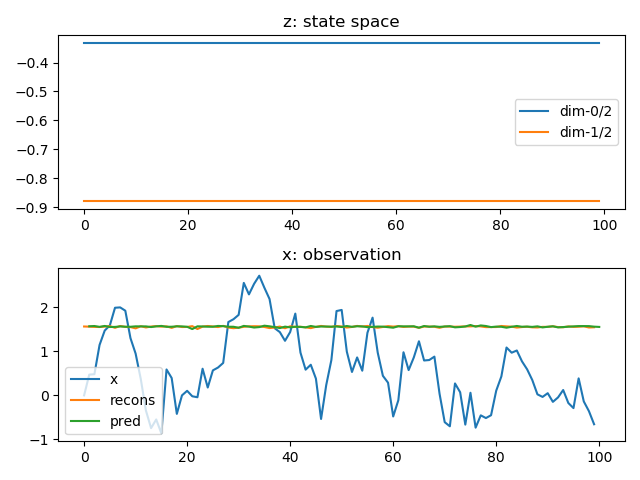 z: state space
−0.4
−0.5
−0.6
−0.7
−0.8
−0.9
dim-0/2
dim-1/2
0 20 40 60 80 100
x: observation
2
1
0
−1
x
recons
pred
0 20 40 60 80 100